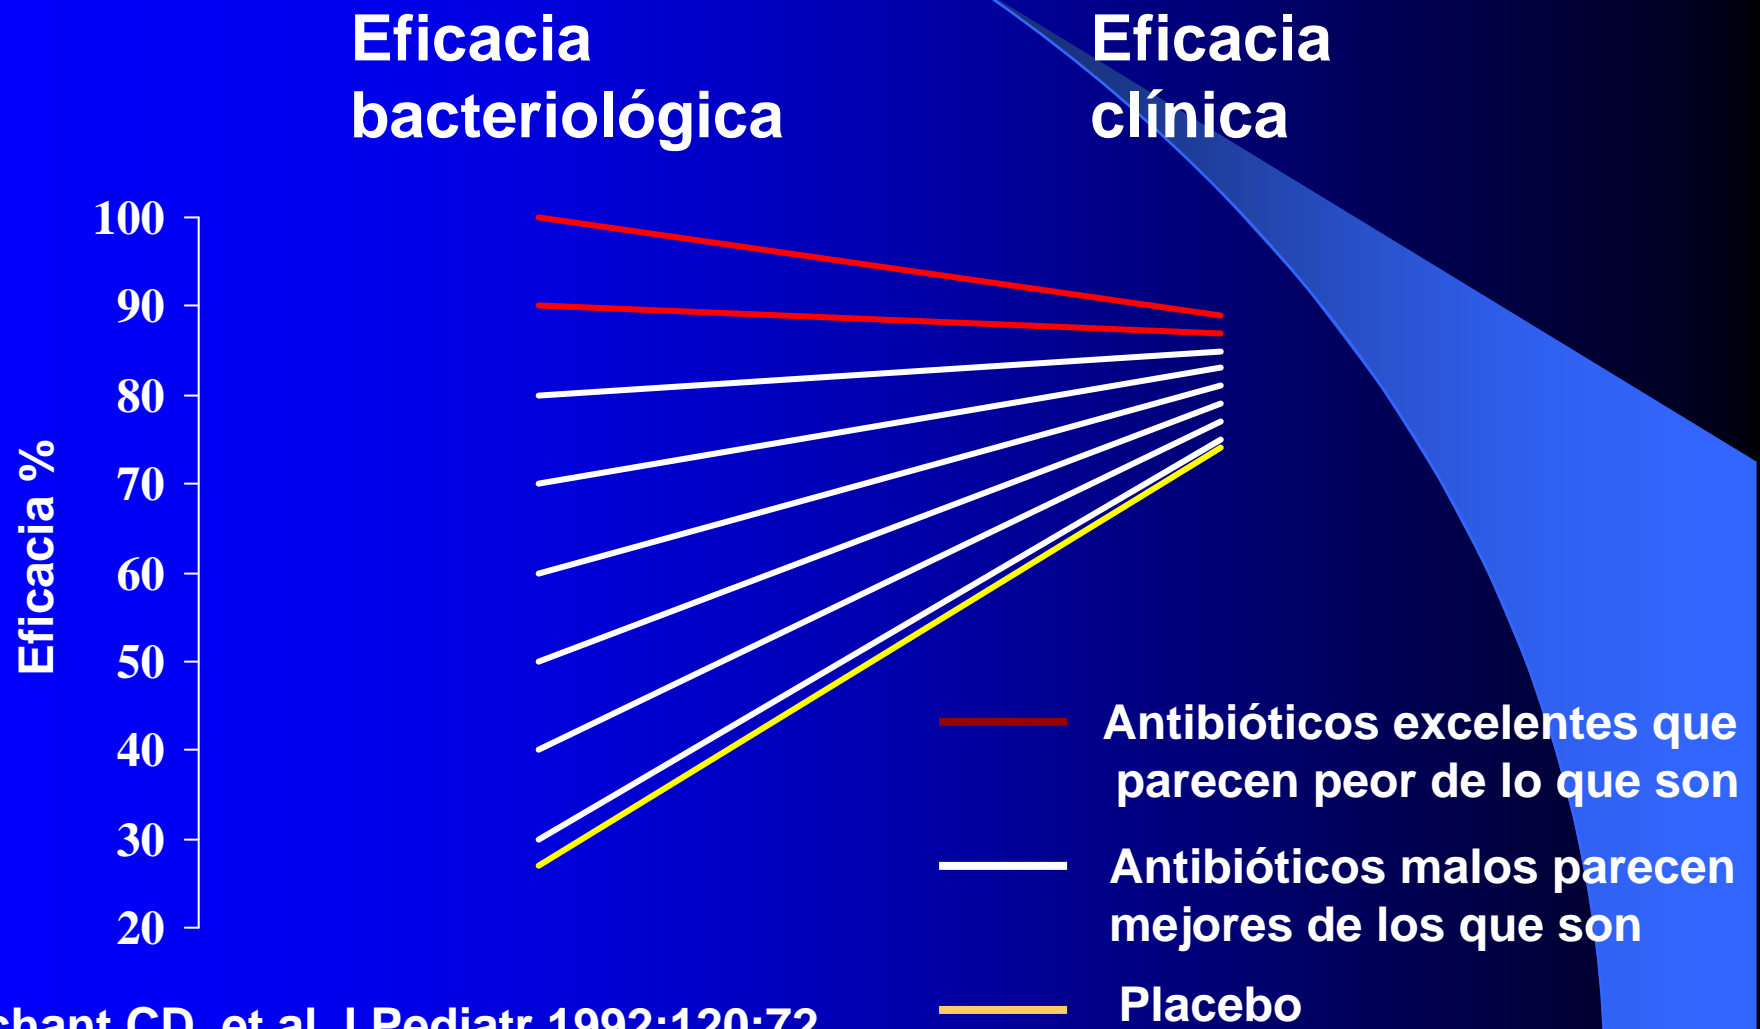 Eficacia
bacteriológica
Eficacia
clínica
100
90
80
70
60
50
40
30
20
Eficacia %
Antibióticos excelentes que
parecen peor de lo que son
Antibióticos malos parecen
mejores de los que son
Placebo
chant CD, et al. J Pediatr 1992;120:72